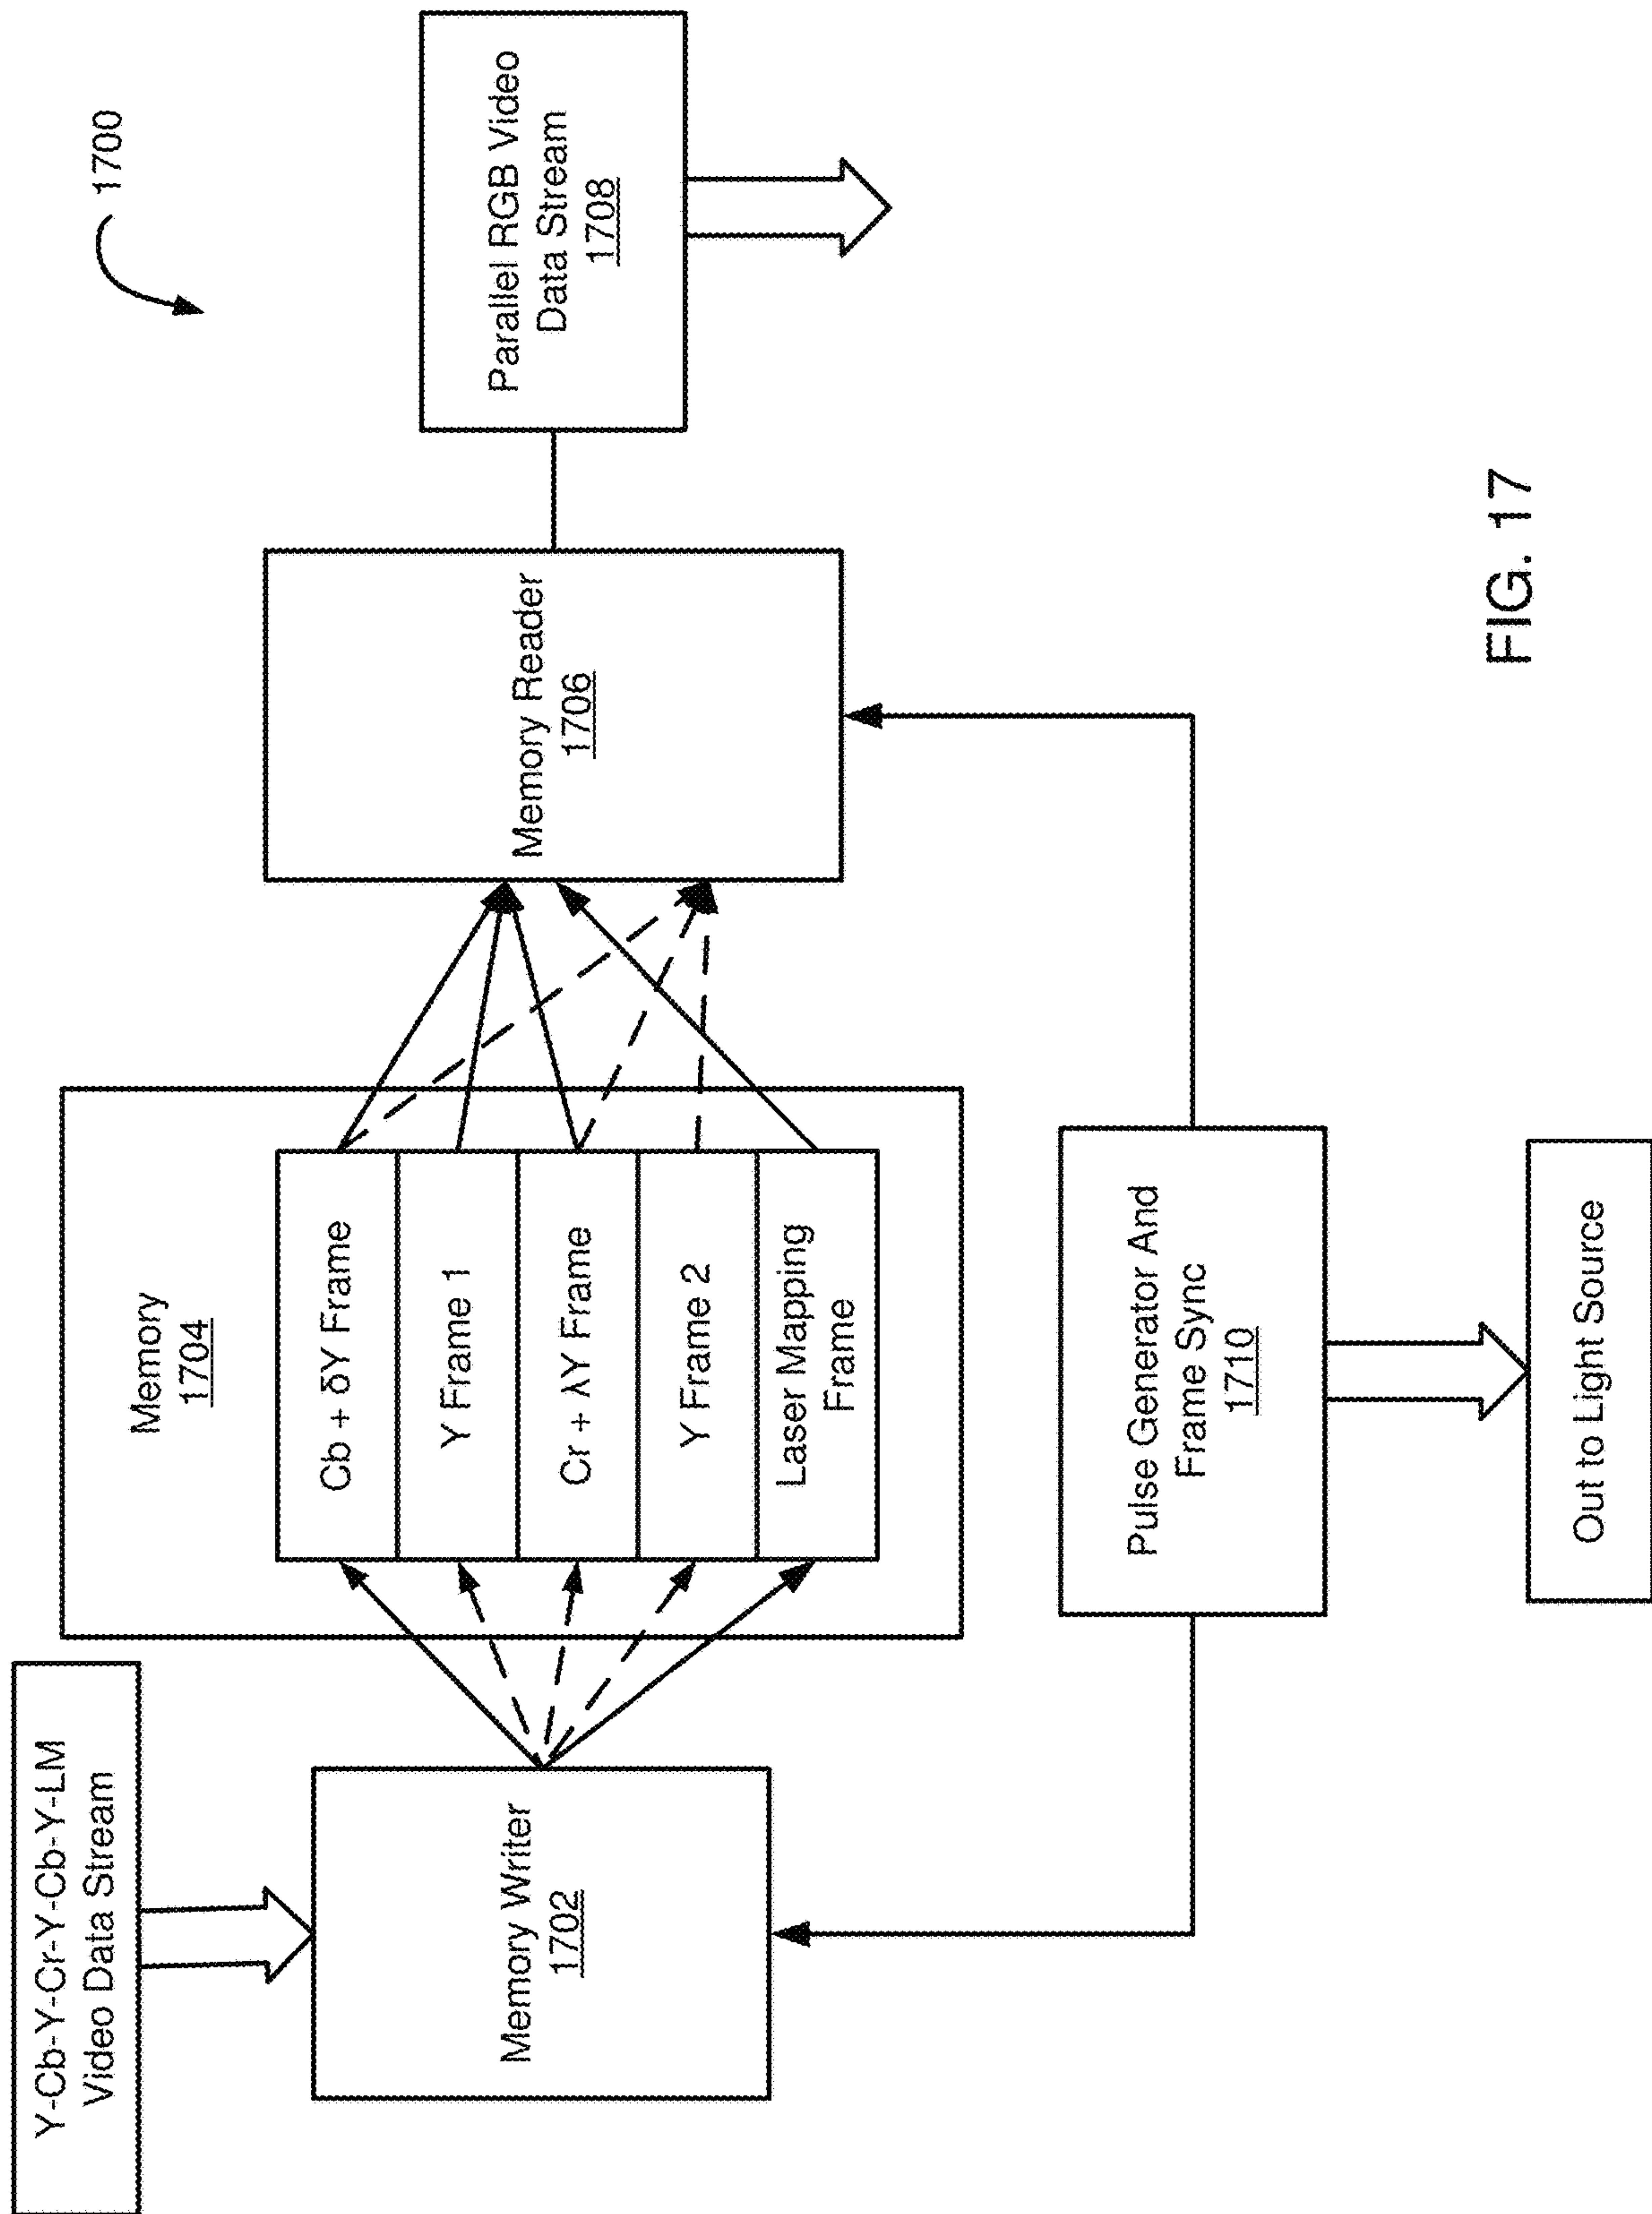 1700
Y-Cb-Y-Cr-Y-Cb-Y-LM
Video Data Stream
Memory Writer
1702
Memory
1704
Cb + δY Frame
Y Frame 1
Cr + λY Frame
Y Frame 2
Laser Mapping
Frame
Memory Reader
1706
Parallel RGB Video
Data Stream
1708
Pulse Generator And
Frame Sync
1710
Out to Light Source
FIG. 17